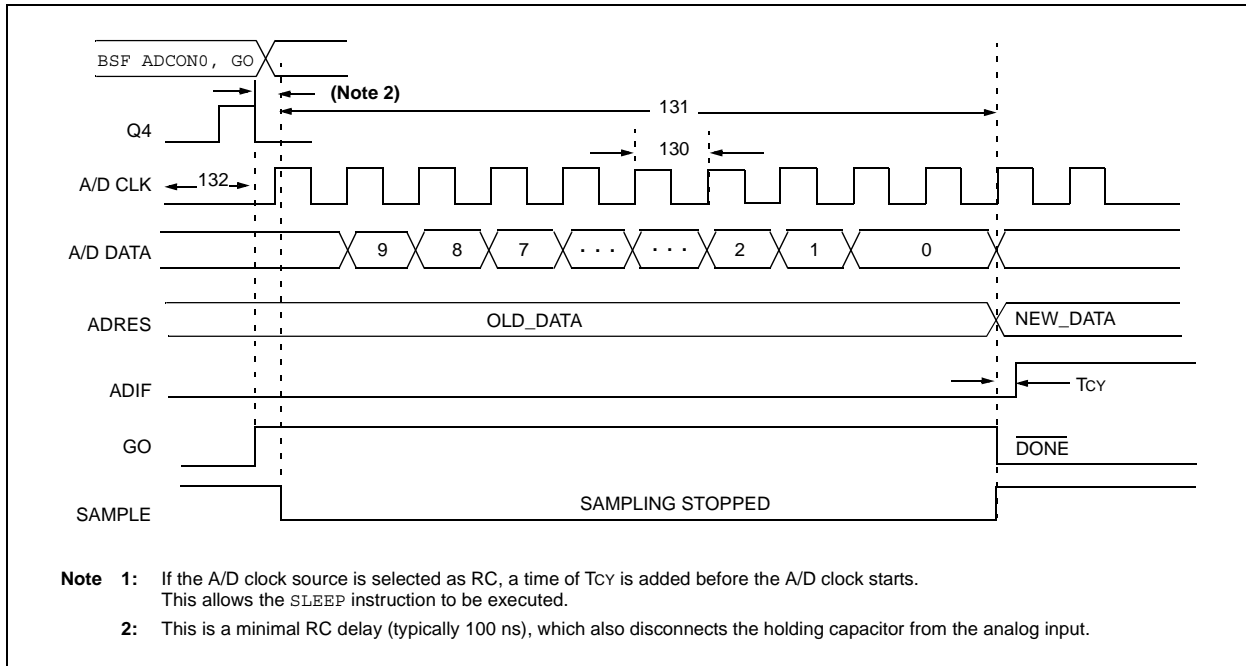 BSF ADCON0, GO
(Note 2)
131
Q4
130
A/D CLK
132
A/D DATA
9 8 7 . . . . . . 2 1 0
ADRES
OLD_DATA
NEW_DATA
ADIF
TCY
GO
DONE
SAMPLE
SAMPLING STOPPED
Note 1: If the A/D clock source is selected as RC, a time of TCY is added before the A/D clock starts.
This allows the SLEEP instruction to be executed.
2: This is a minimal RC delay (typically 100 ns), which also disconnects the holding capacitor from the analog input.